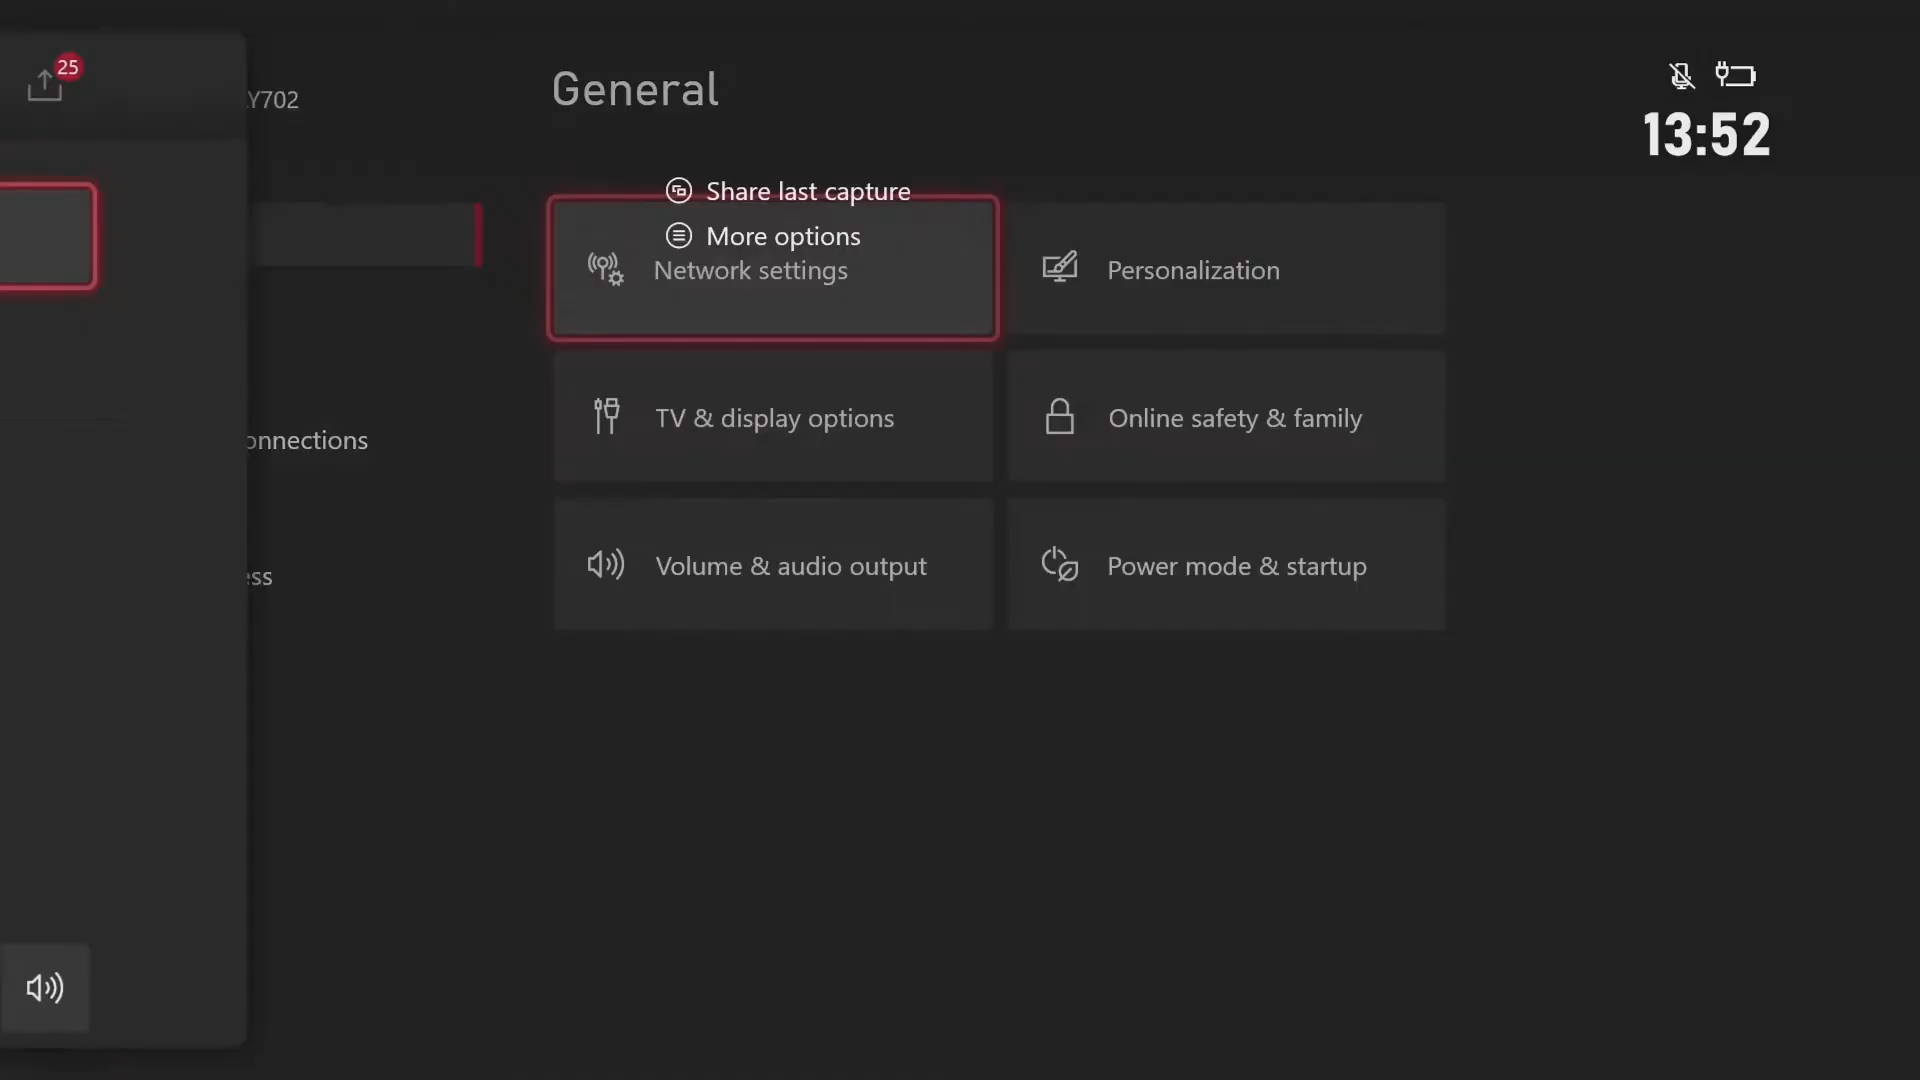 25
Y702
General
13:52
Share last capture
More options
Network settings
Personalization
TV & display options
Online safety & family
onnections
Volume & audio output
Power mode & startup
ess